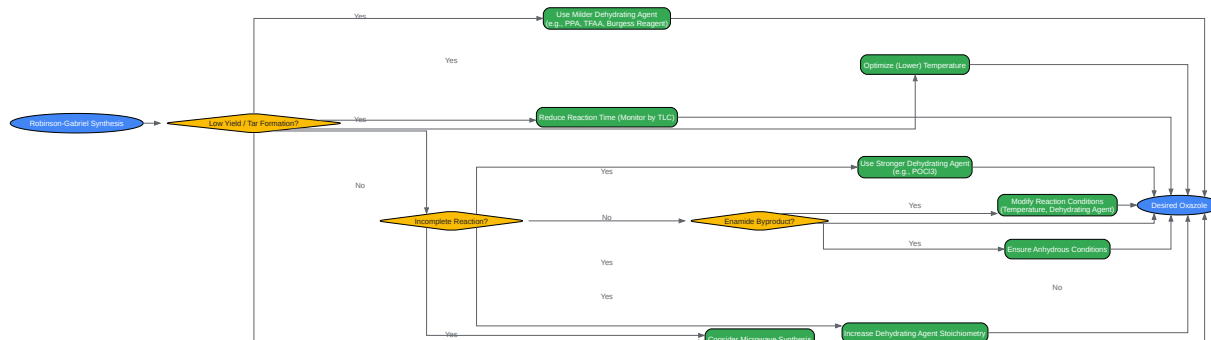 Yes
Use Milder Dehydrating Agent
(e.g., PPA, TFAA, Burgess Reagent)
Yes
Optimize (Lower) Temperature
Robinson-Gabriel Synthesis
Low Yield / Tar Formation?
Yes
Reduce Reaction Time (Monitor by TLC)
Yes
Use Stronger Dehydrating Agent
(e.g., POCl3)
No
Incomplete Reaction?
No
Enamide Byproduct?
Yes
Modify Reaction Conditions
(Temperature, Dehydrating Agent)
Desired Oxazole
Yes
Ensure Anhydrous Conditions
Yes
No
Yes
Yes
Consider Microwave Synthesis
Increase Dehydrating Agent Stoichiometry